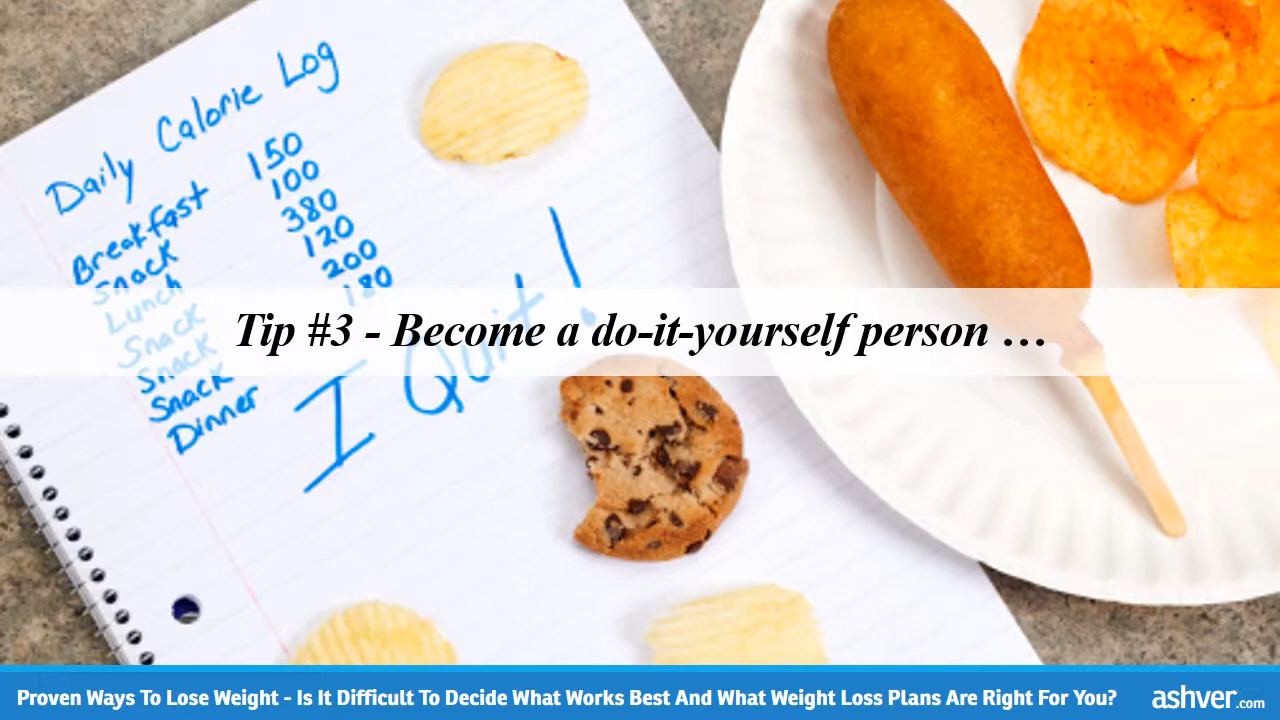 Daily Calorie Log
Breakfast 150
Snack 100
Lunch 380
Snack 120
Snack 200
Snack 180
Dinner
I Quit!
Tip #3 - Become a do-it-yourself person …
Proven Ways To Lose Weight - Is It Difficult To Decide What Works Best And What Weight Loss Plans Are Right For You?
ashver.com